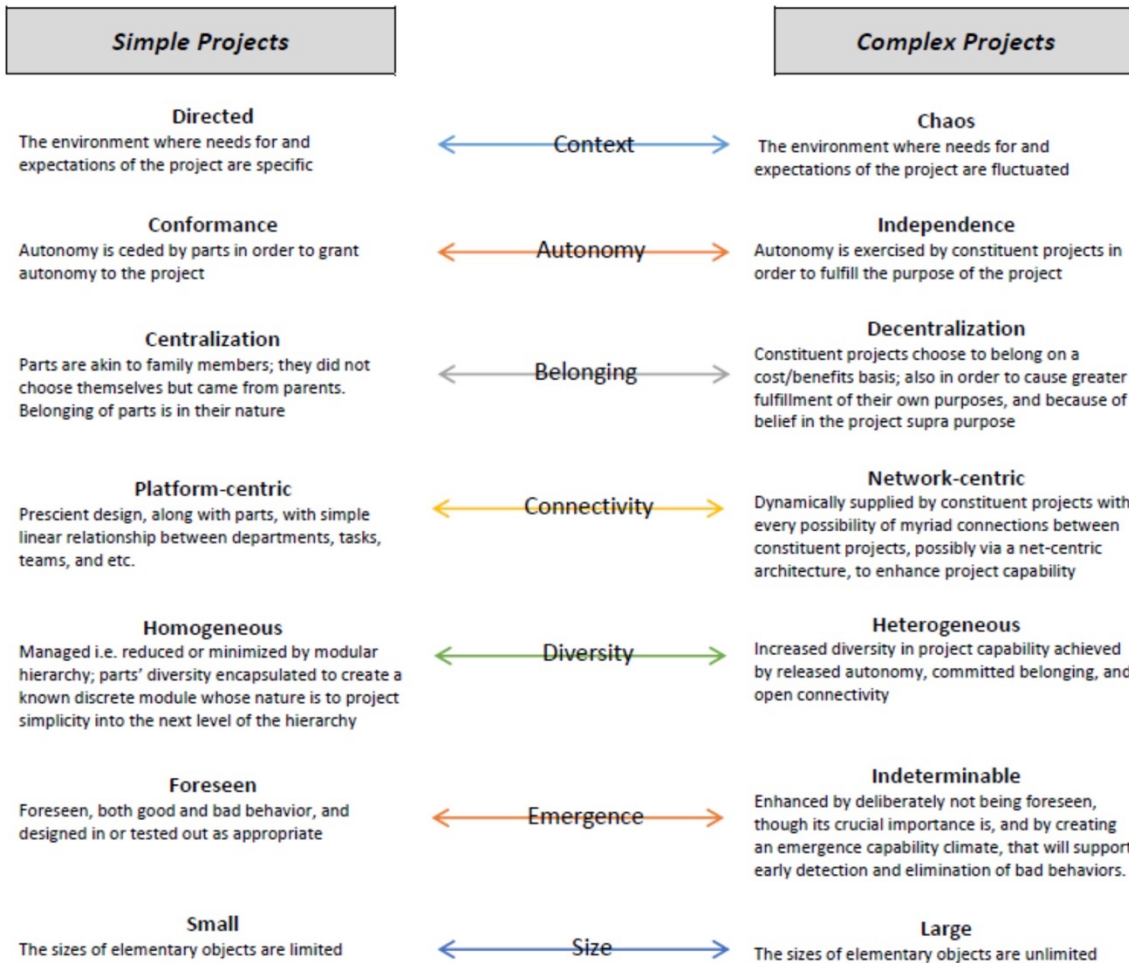 Simple Projects
Complex Projects
Directed
The environment where needs for and
expectations of the project are specific
Context
Chaos
The environment where needs for and
expectations of the project are fluctuated
Conformance
Autonomy is ceded by parts in order to grant
autonomy to the project
Autonomy
Independence
Autonomy is exercised by constituent projects in
order to fulfill the purpose of the project
Centralization
Parts are akin to family members; they did not
choose themselves but came from parents.
Belonging of parts is in their nature
Belonging
Decentralization
Constituent projects choose to belong on a
cost/benefits basis; also in order to cause greater
fulfillment of their own purposes, and because of
belief in the project supra purpose
Platform-centric
Prescient design, along with parts, with simple
linear relationship between departments, tasks,
teams, and etc.
Connectivity
Network-centric
Dynamically supplied by constituent projects with
every possibility of myriad connections between
constituent projects, possibly via a net-centric
architecture, to enhance project capability
Homogeneous
Managed i.e. reduced or minimized by modular
hierarchy; parts’ diversity encapsulated to create a
known discrete module whose nature is to project
simplicity into the next level of the hierarchy
Diversity
Heterogeneous
Increased diversity in project capability achieved
by released autonomy, committed belonging, and
open connectivity
Foreseen
Foreseen, both good and bad behavior, and
designed in or tested out as appropriate
Emergence
Indeterminable
Enhanced by deliberately not being foreseen,
though its crucial importance is, and by creating
an emergence capability climate, that will support
early detection and elimination of bad behaviors.
Small
The sizes of elementary objects are limited
Size
Large
The sizes of elementary objects are unlimited